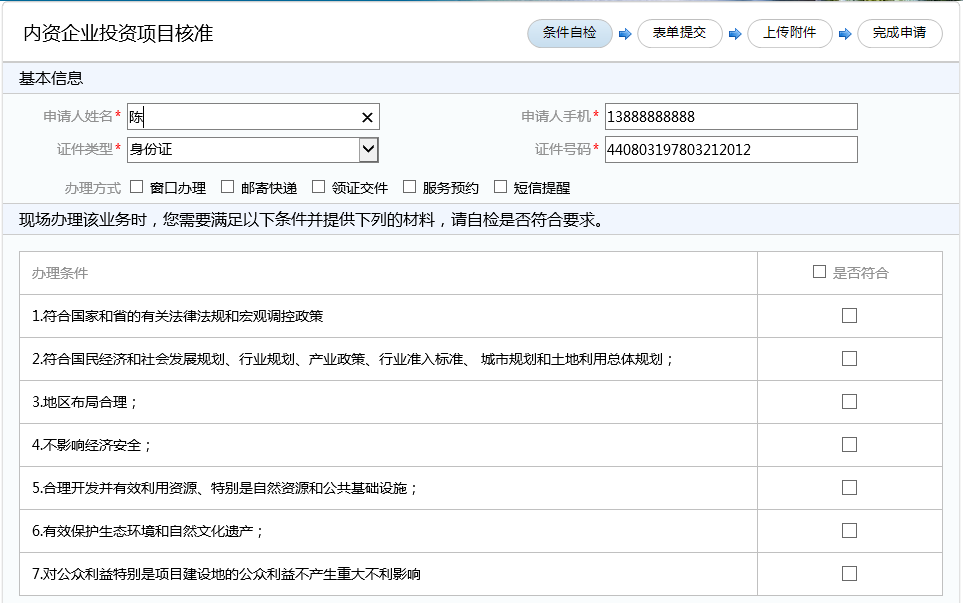 内资企业投资项目核准
条件自检 表单提交 上传附件 完成申请
基本信息
申请人姓名* 陈 申请人手机* 13888888888
证件类型* 身份证 证件号码* 440803197803212012
办理方式 窗口办理 邮寄快递 领证交件 服务预约 短信提醒
现场办理该业务时，您需要满足以下条件并提供下列的材料，请自检是否符合要求。
办理条件 是否符合
1.符合国家和省的有关法律法规和宏观调控政策
2.符合国民经济和社会发展规划、行业规划、产业政策、行业准入标准、 城市规划和土地利用总体规划；
3.地区布局合理；
4.不影响经济安全；
5.合理开发并有效利用资源、特别是自然资源和公共基础设施；
6.有效保护生态环境和自然文化遗产；
7.对公众利益特别是项目建设地的公众利益不产生重大不利影响